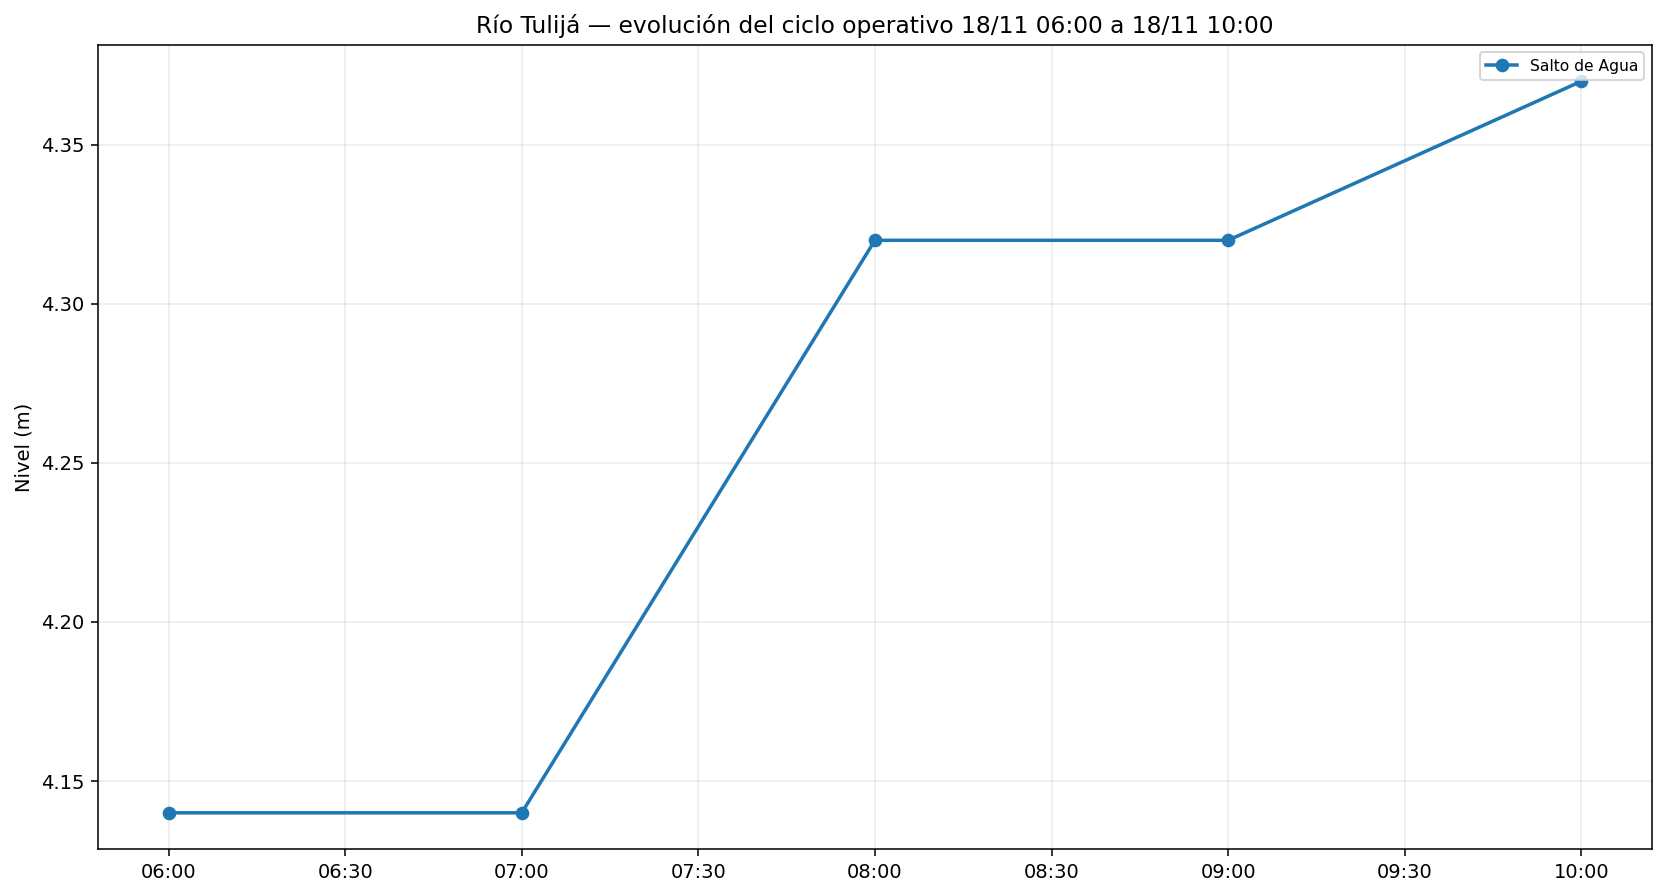 Río Tulijá — evolución del ciclo operativo 18/11 06:00 a 18/11 10:00
Salto de Agua
Nivel (m)
4.35
4.30
4.25
4.20
4.15
06:00 06:30 07:00 07:30 08:00 08:30 09:00 09:30 10:00